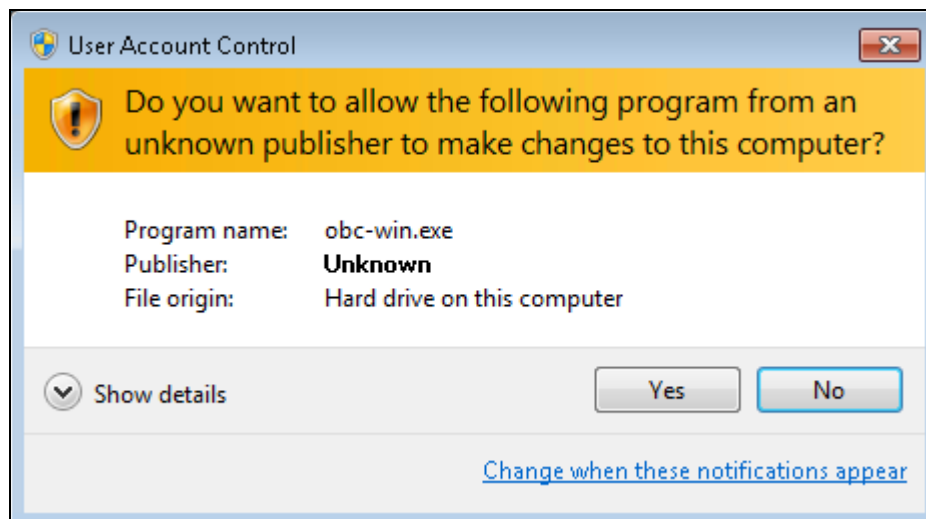 User Account Control
Do you want to allow the following program from an
unknown publisher to make changes to this computer?
Program name: obc-win.exe
Publisher: Unknown
File origin: Hard drive on this computer
Show details Yes No
Change when these notifications appear